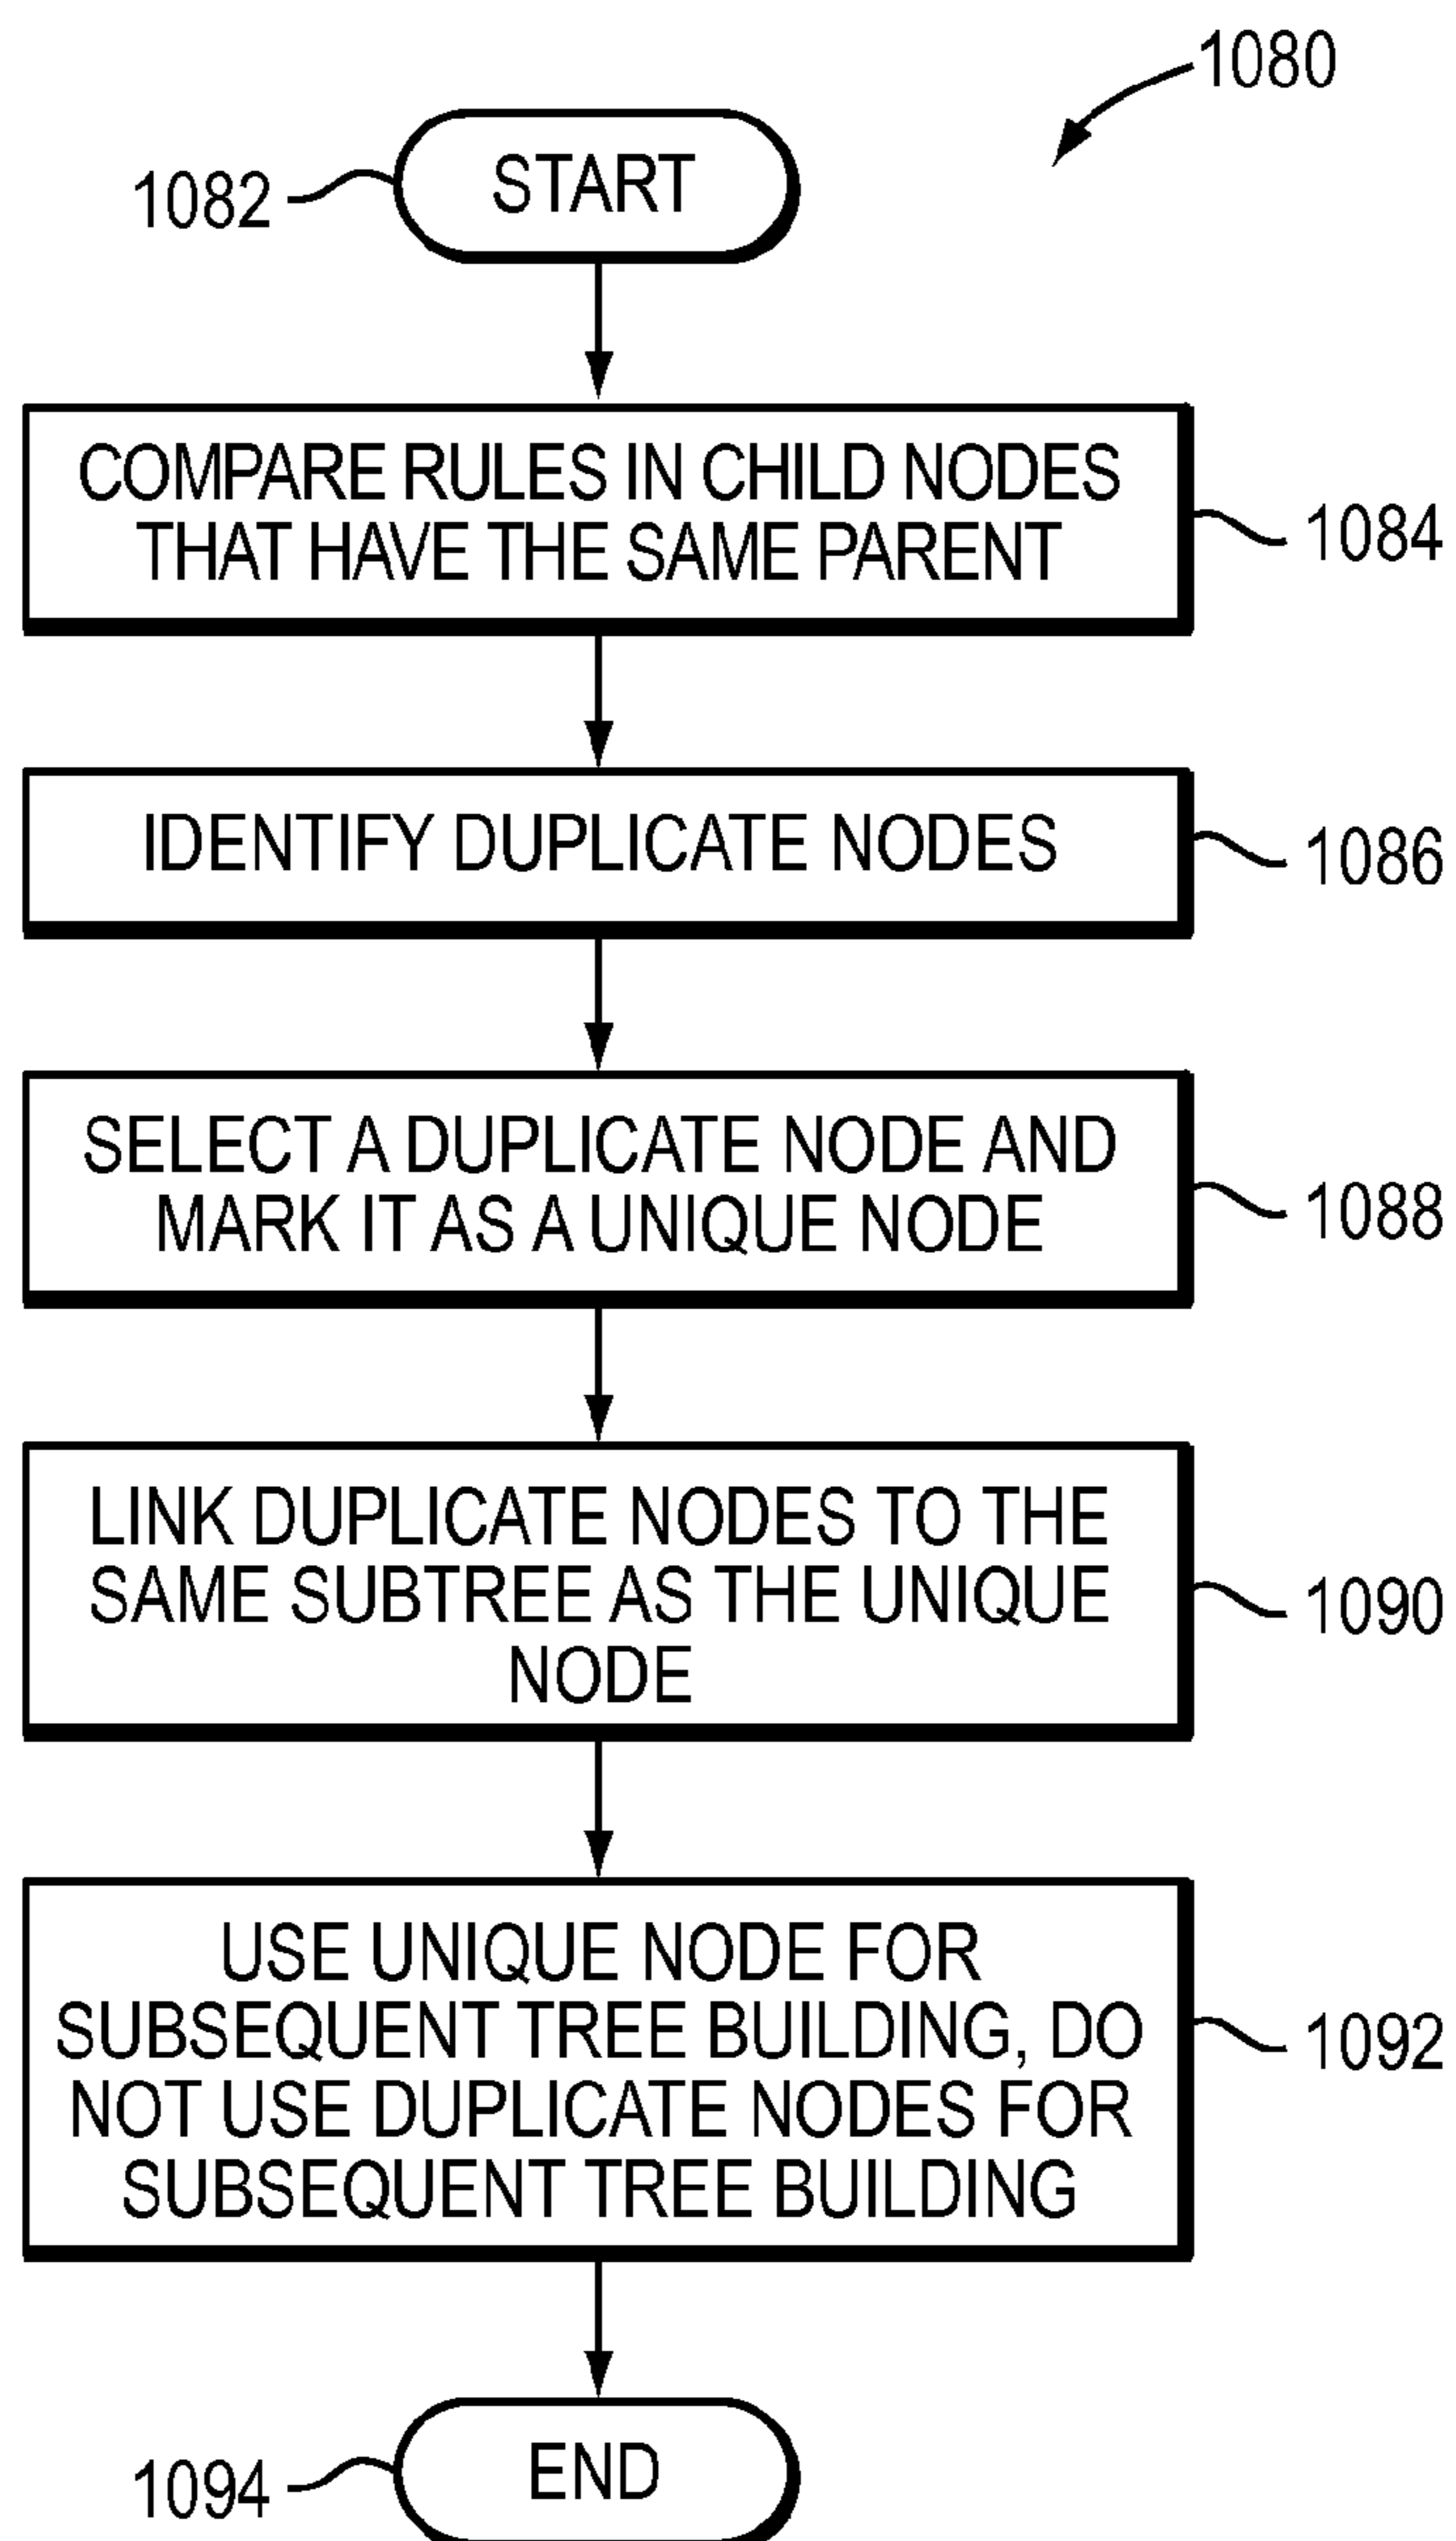 1080
START
1082
COMPARE RULES IN CHILD NODES
THAT HAVE THE SAME PARENT
1084
IDENTIFY DUPLICATE NODES
1086
SELECT A DUPLICATE NODE AND
MARK IT AS A UNIQUE NODE
1088
LINK DUPLICATE NODES TO THE
SAME SUBTREE AS THE UNIQUE
NODE
1090
USE UNIQUE NODE FOR
SUBSEQUENT TREE BUILDING, DO
NOT USE DUPLICATE NODES FOR
SUBSEQUENT TREE BUILDING
1092
END
1094